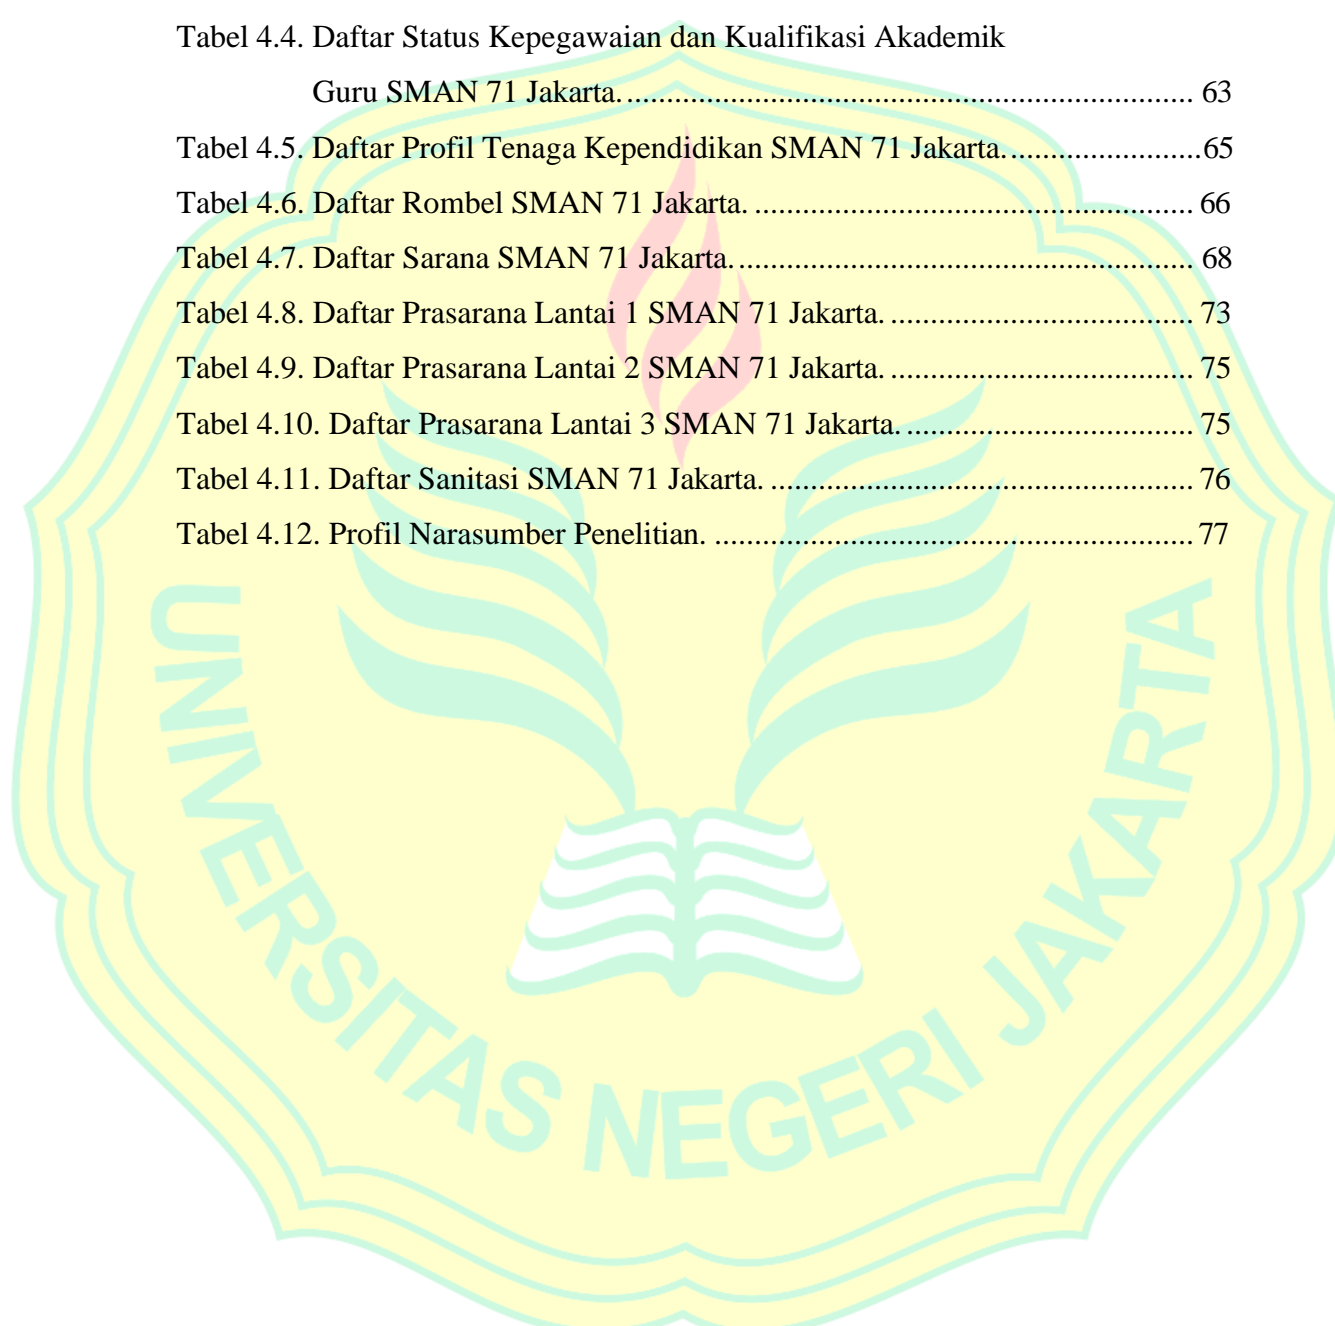 Tabel 4.4. Daftar Status Kepegawaian dan Kualifikasi Akademik
Guru SMAN 71 Jakarta. ........................................................................ 63
Tabel 4.5. Daftar Profil Tenaga Kependidikan SMAN 71 Jakarta. ........................65
Tabel 4.6. Daftar Rombel SMAN 71 Jakarta. ....................................................... 66
Tabel 4.7. Daftar Sarana SMAN 71 Jakarta. ......................................................... 68
Tabel 4.8. Daftar Prasarana Lantai 1 SMAN 71 Jakarta. ...................................... 73
Tabel 4.9. Daftar Prasarana Lantai 2 SMAN 71 Jakarta. ...................................... 75
Tabel 4.10. Daftar Prasarana Lantai 3 SMAN 71 Jakarta. .................................... 75
Tabel 4.11. Daftar Sanitasi SMAN 71 Jakarta. ..................................................... 76
Tabel 4.12. Profil Narasumber Penelitian. ............................................................ 77
UNIVERSITAS NEGERI JAKARTA